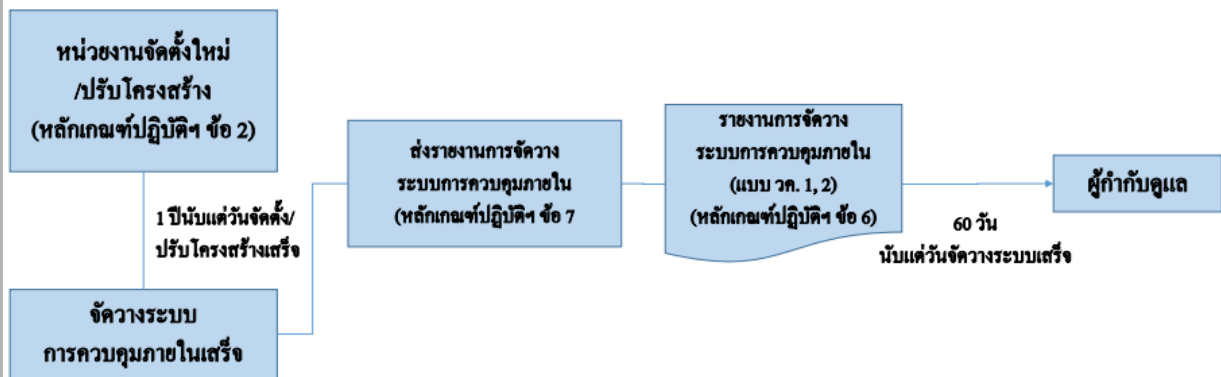 หน่วยงานจัดตั้งใหม่
/ปรับโครงสร้าง
(หลักเกณฑ์ปฏิบัติฯ ข้อ 2)
1 ปีนับแต่วันจัดตั้ง/
ปรับโครงสร้างเสร็จ
จัดวางระบบ
การควบคุมภายในเสร็จ
ส่งรายงานการจัดวาง
ระบบการควบคุมภายใน
(หลักเกณฑ์ปฏิบัติฯ ข้อ 7
รายงานการจัดวาง
ระบบการควบคุมภายใน
(แบบ วค. 1, 2)
(หลักเกณฑ์ปฏิบัติฯ ข้อ 6)
60 วัน
นับแต่วันจัดวางระบบเสร็จ
ผู้กำกับดูแล